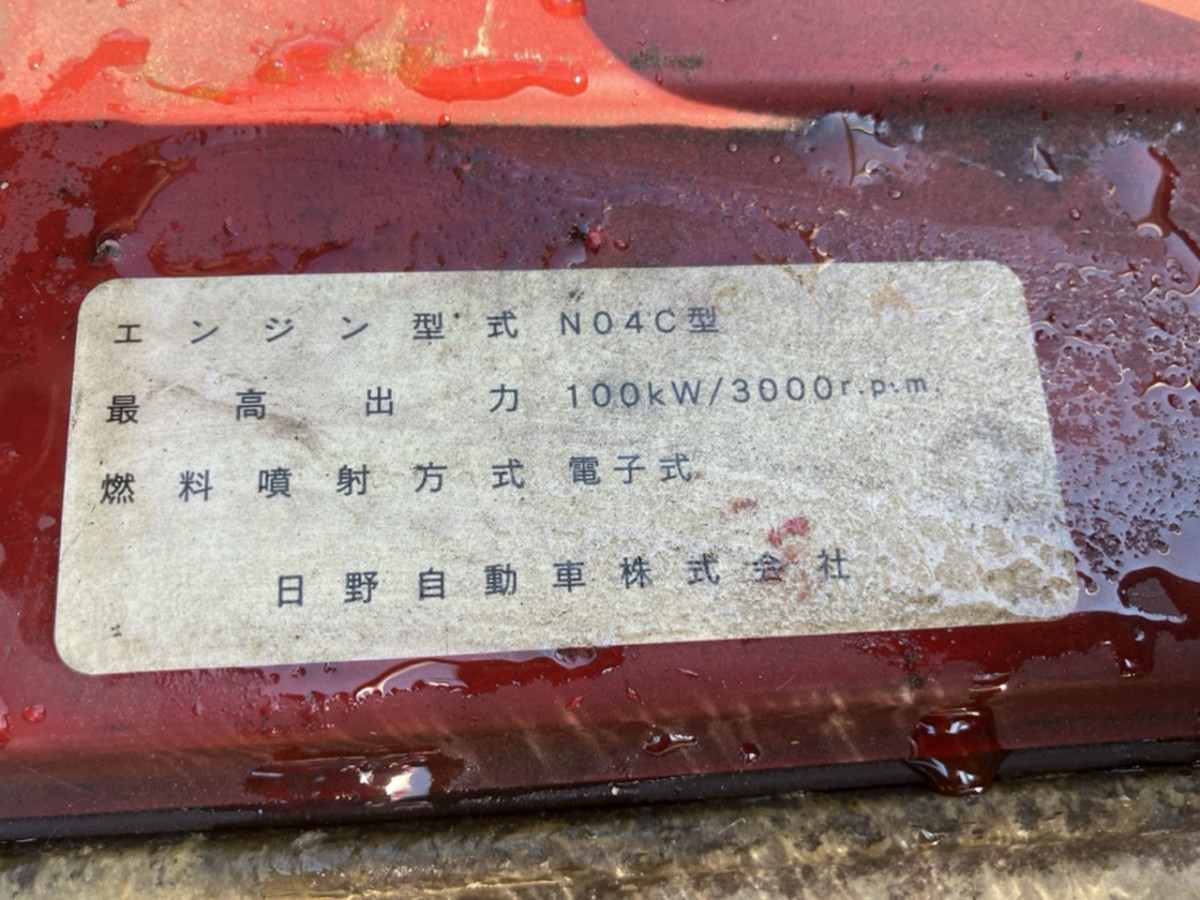 エンジン型式 N04C型
最高出力 100kW/3000r.p.m.
燃料噴射方式 電子式
日野自動車株式会社